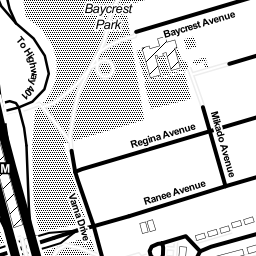 Baycrest
Park
Baycrest Avenue
To Highway 401
Regina Avenue
Mikado Avenue
M
Ranee Avenue
Varna Drive